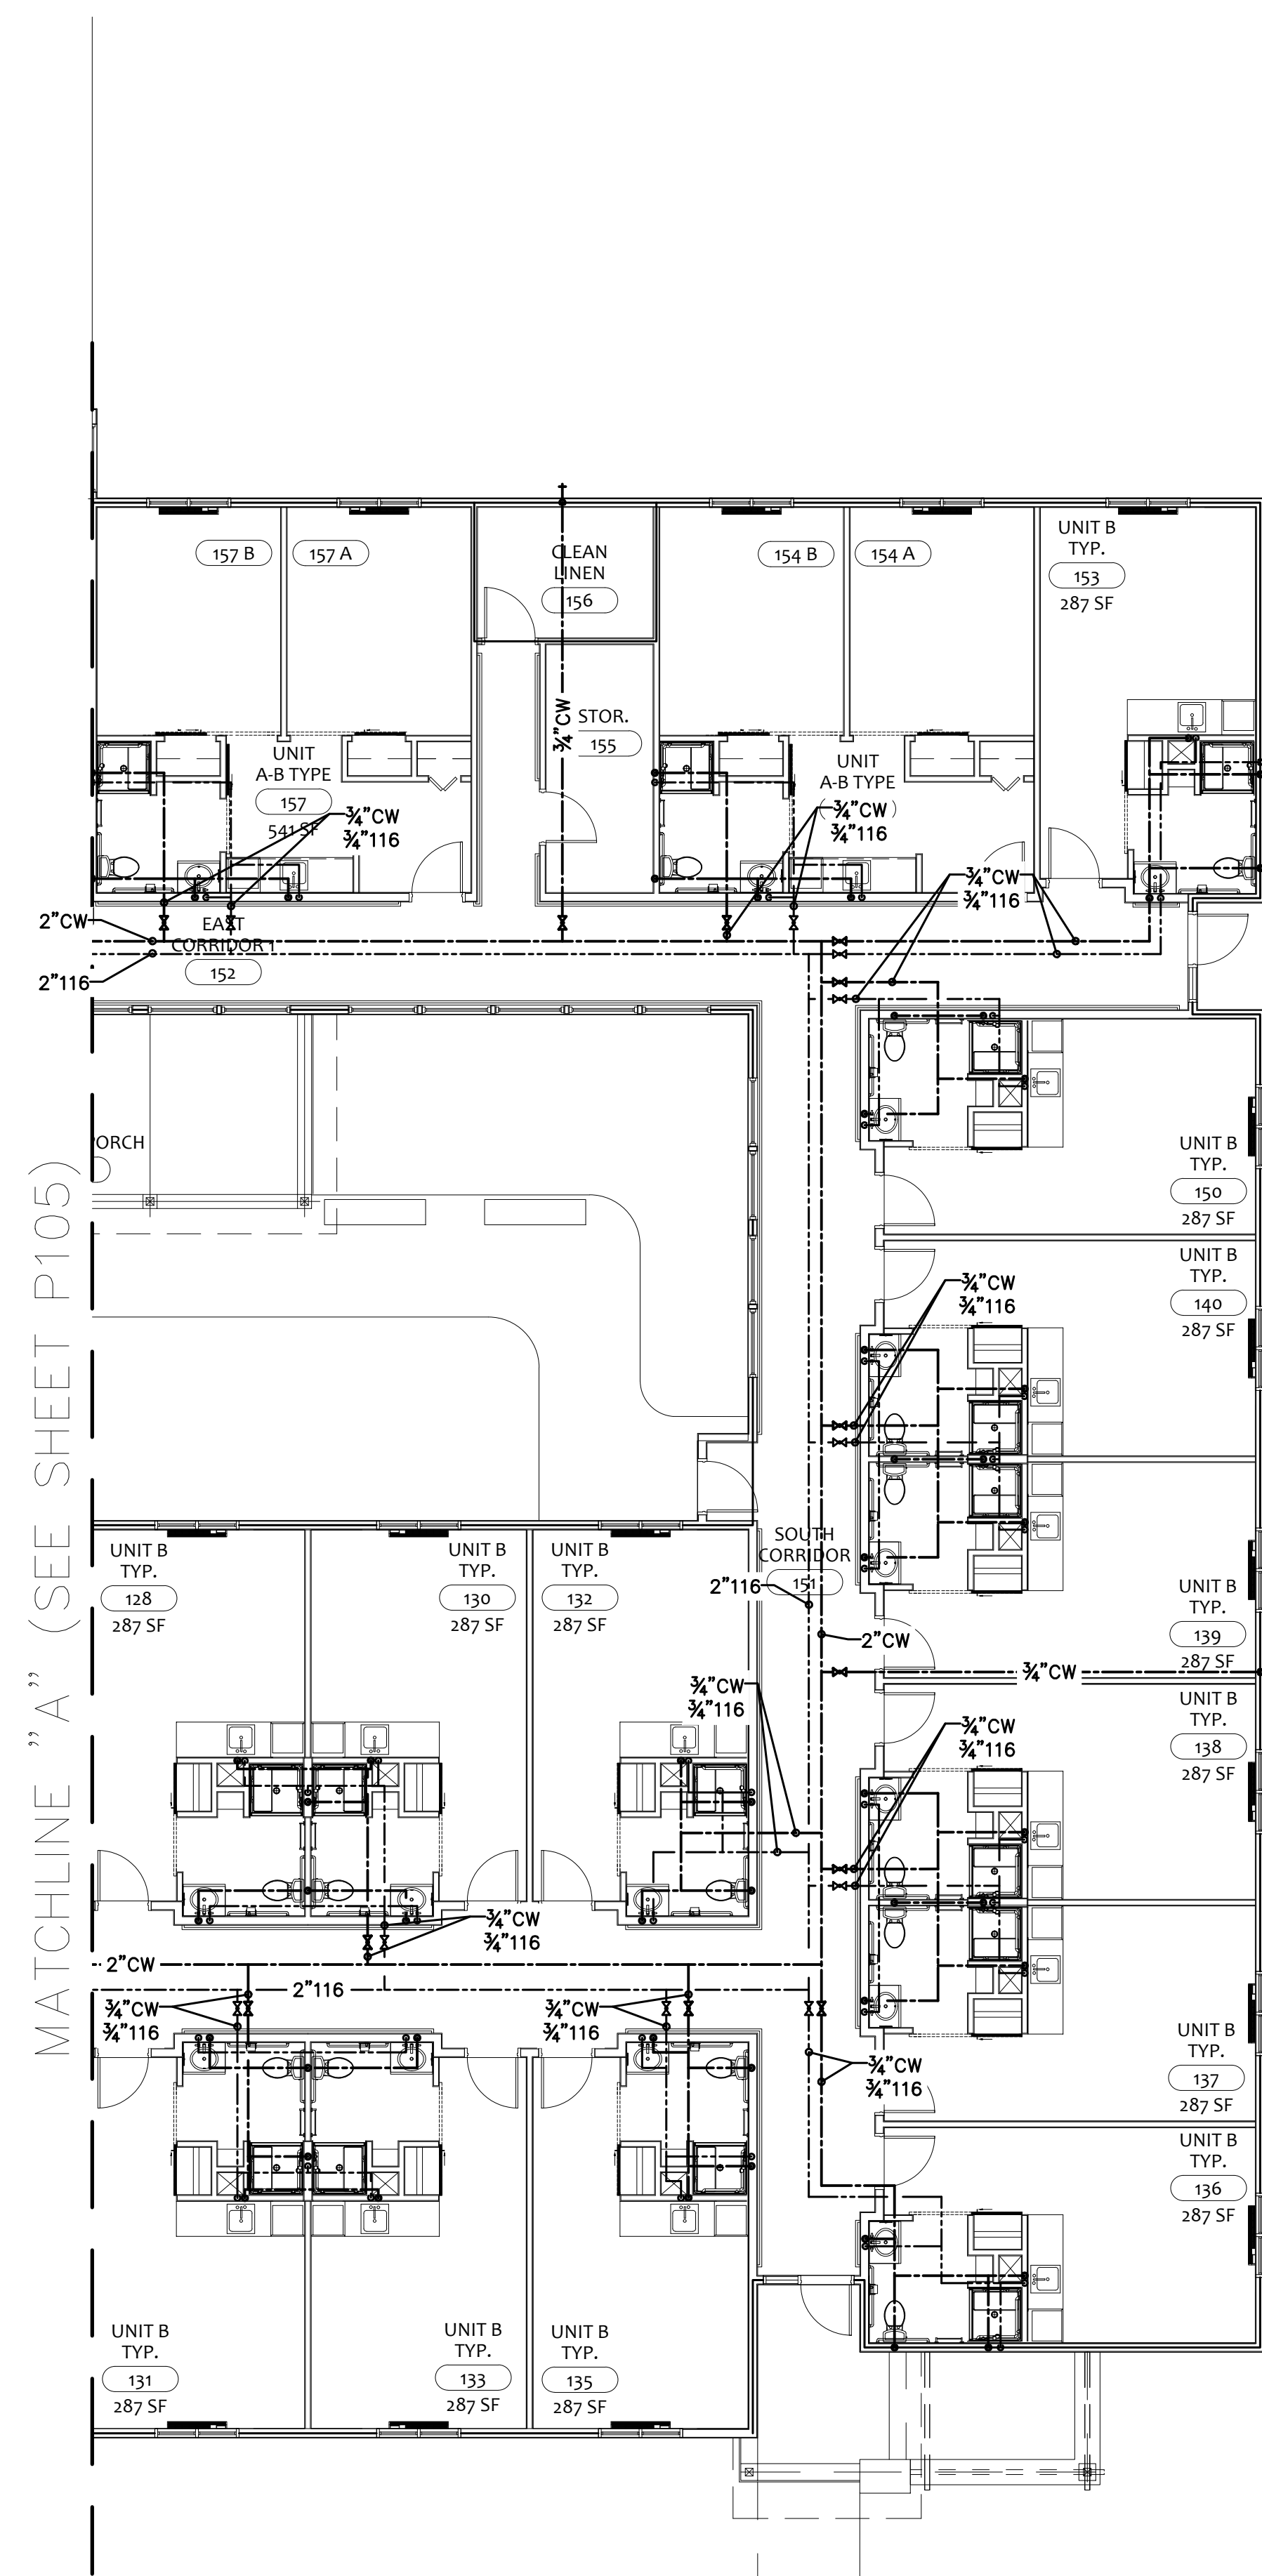 157 B
157 A
CLEAN
LINEN
156
154 B
154 A
UNIT B
TYP.
153
287 SF
¾"CW
STOR.
155
UNIT
A-B TYPE
157
541 SF
¾"CW
¾"116
UNIT
A-B TYPE
¾"CW
¾"116
¾"CW
¾"116
2"CW
2"116
EAST
CORRIDOR 1
152
PORCH
UNIT B
TYP.
150
287 SF
UNIT B
TYP.
140
287 SF
¾"CW
¾"116
MATCHLINE "A" (SEE SHEET P105)
UNIT B
TYP.
128
287 SF
UNIT B
TYP.
130
287 SF
UNIT B
TYP.
132
287 SF
SOUTH
CORRIDOR
151
2"116
2"CW
UNIT B
TYP.
139
287 SF
¾"CW
¾"CW
¾"116
UNIT B
TYP.
138
287 SF
¾"CW
¾"116
¾"CW
¾"116
2"CW
2"116
¾"CW
¾"116
¾"CW
¾"116
¾"CW
¾"116
UNIT B
TYP.
137
287 SF
UNIT B
TYP.
136
287 SF
UNIT B
TYP.
131
287 SF
UNIT B
TYP.
133
287 SF
UNIT B
TYP.
135
287 SF